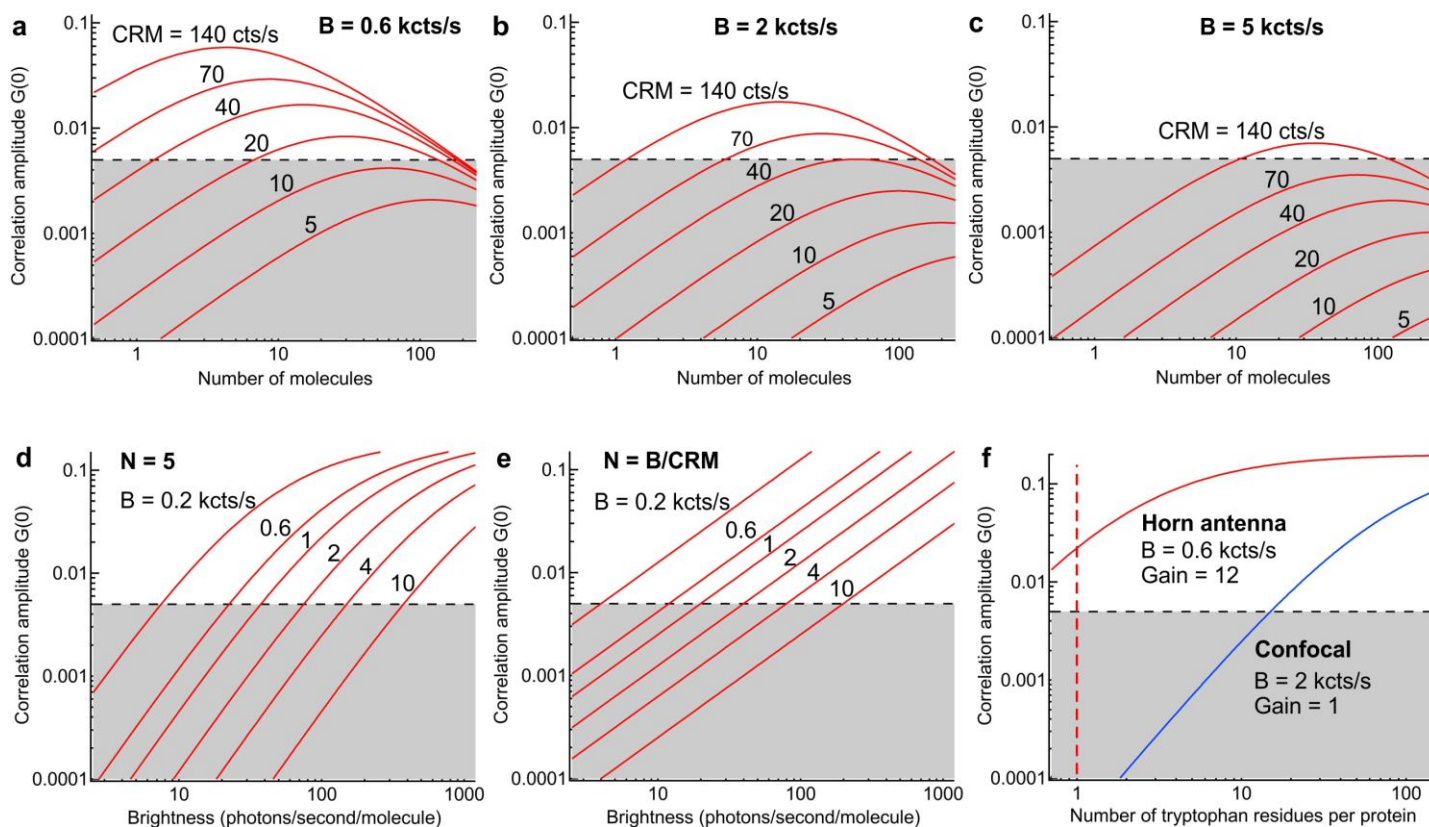 a
B = 0.6 kcts/s
CRM = 140 cts/s
70
40
20
10
5
0.1
0.01
0.001
0.0001
Correlation amplitude G(0)
1
10
100
Number of molecules
b
B = 2 kcts/s
CRM = 140 cts/s
70
40
20
10
5
0.1
0.01
0.001
0.0001
Correlation amplitude G(0)
1
10
100
Number of molecules
c
B = 5 kcts/s
CRM = 140 cts/s
70
40
20
10
5
0.1
0.01
0.001
0.0001
Correlation amplitude G(0)
1
10
100
Number of molecules
d
N = 5
B = 0.2 kcts/s
0.6
1
2
4
10
0.1
0.01
0.001
0.0001
Correlation amplitude G(0)
10
100
1000
Brightness (photons/second/molecule)
e
N = B/CRM
B = 0.2 kcts/s
0.6
1
2
4
10
0.1
0.01
0.001
0.0001
Correlation amplitude G(0)
10
100
1000
Brightness (photons/second/molecule)
f
Horn antenna
B = 0.6 kcts/s
Gain = 12
Confocal
B = 2 kcts/s
Gain = 1
0.1
0.01
0.001
0.0001
Correlation amplitude G(0)
1
10
100
Number of tryptophan residues per protein